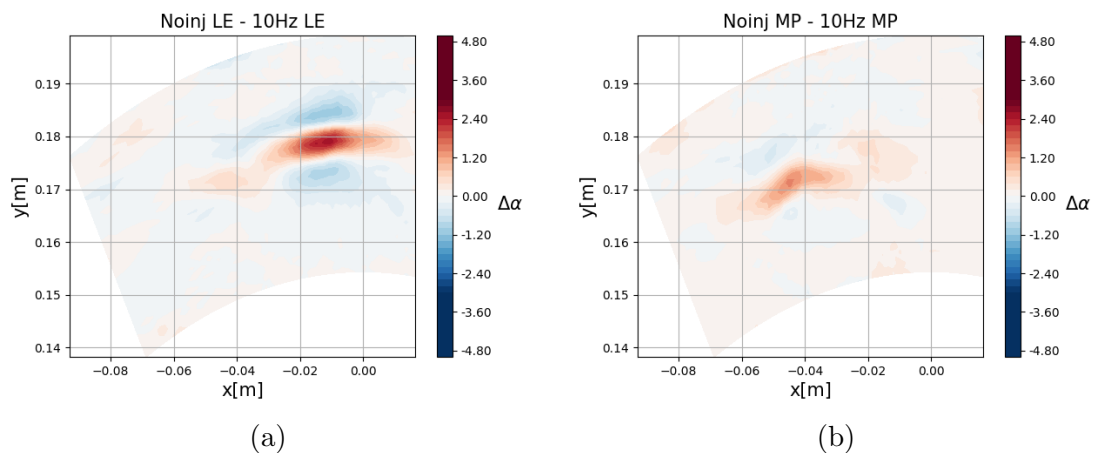 Noinj LE - 10Hz LE
0.19
0.18
0.17
0.16
0.15
0.14
y[m]
−0.08 −0.06 −0.04 −0.02 0.00
x[m]
4.80
3.60
2.40
1.20
0.00
-1.20
-2.40
-3.60
-4.80
Δα
(a)
Noinj MP - 10Hz MP
0.19
0.18
0.17
0.16
0.15
0.14
y[m]
−0.08 −0.06 −0.04 −0.02 0.00
x[m]
4.80
3.60
2.40
1.20
0.00
-1.20
-2.40
-3.60
-4.80
Δα
(b)